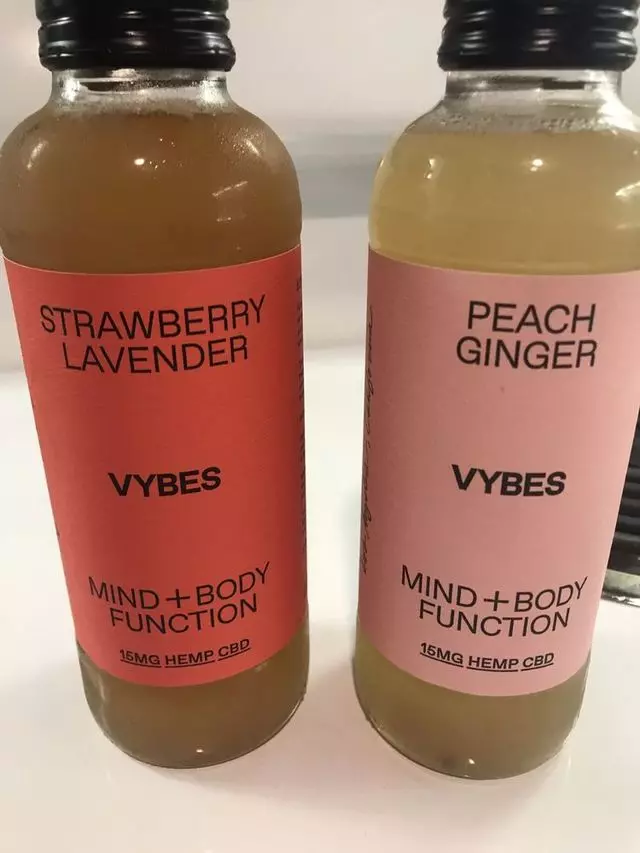 STRAWBERRY
LAVENDER
VYBES
MIND+BODY
FUNCTION
15MG HEMP CBD
PEACH
GINGER
VYBES
MIND+BODY
FUNCTION
15MG HEMP CBD